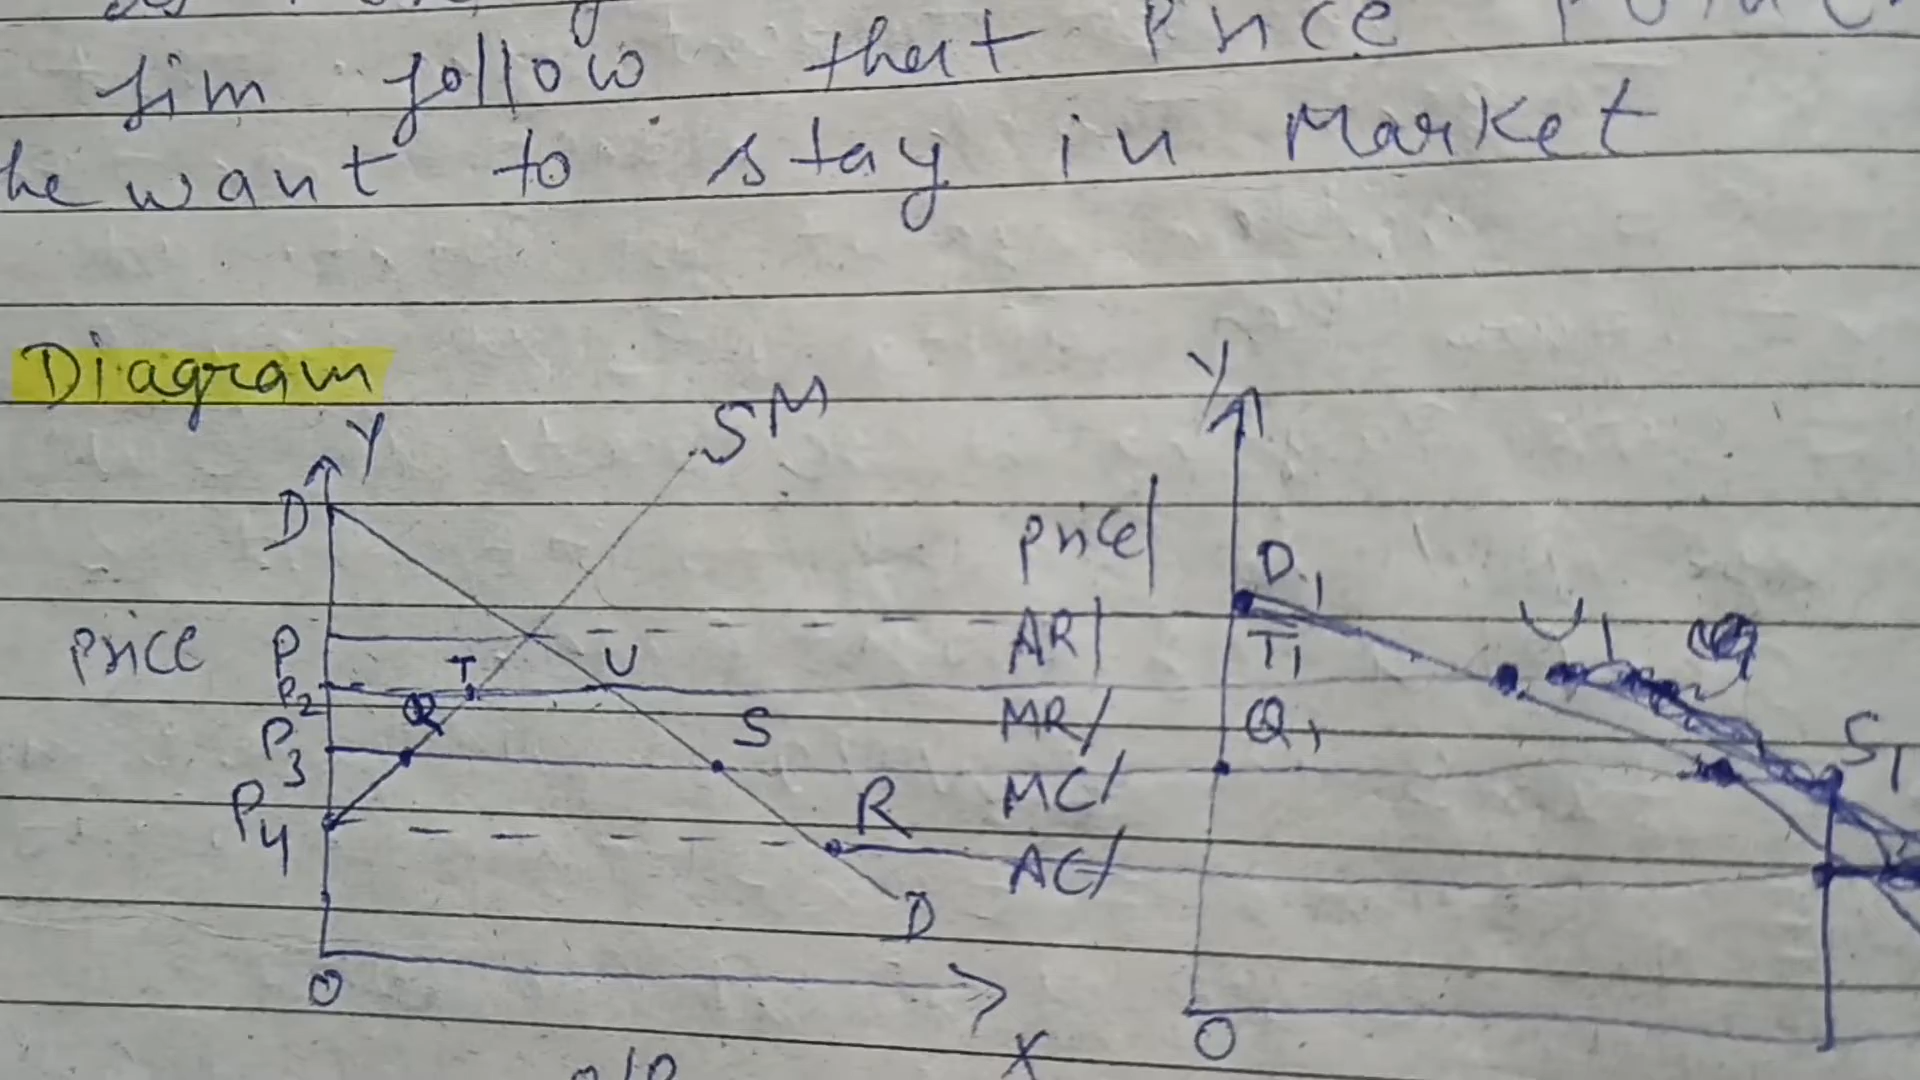 firm follow that Price
he want to stay in Market
Diagram
Y
S^M
D
Price
P
P2
P3
P4
T
U
Q
S
R
D
O
X
Y
Price/
AR/
MR/
MC/
AC/
D1
T1
Q1
U1
S1
O